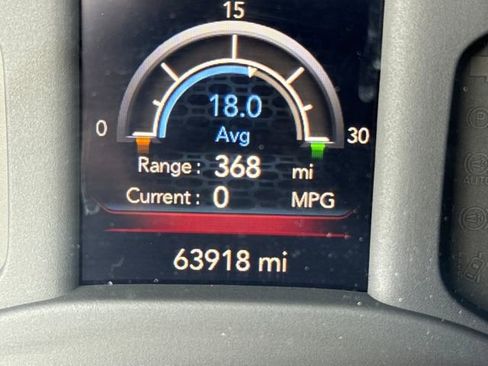 15
18.0
0 Avg 30
Range: 368 mi
Current: 0 MPG
63918 mi